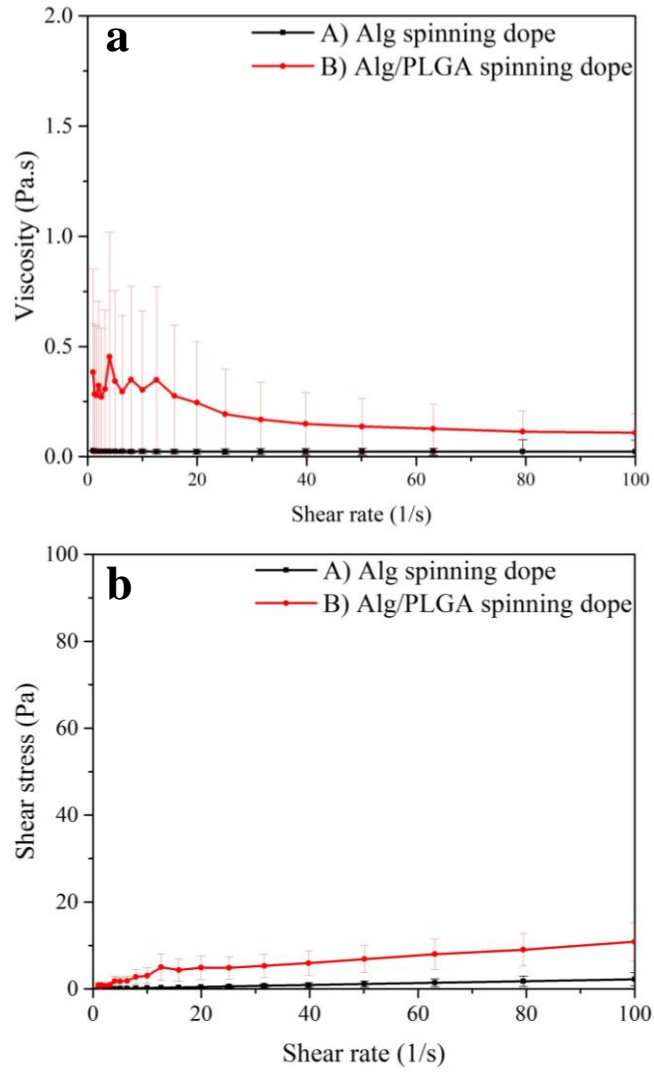 a
A) Alg spinning dope
B) Alg/PLGA spinning dope
2.0
1.5
1.0
0.5
0.0
Viscosity (Pa.s)
0 20 40 60 80 100
Shear rate (1/s)
b
A) Alg spinning dope
B) Alg/PLGA spinning dope
100
80
60
40
20
0
Shear stress (Pa)
0 20 40 60 80 100
Shear rate (1/s)